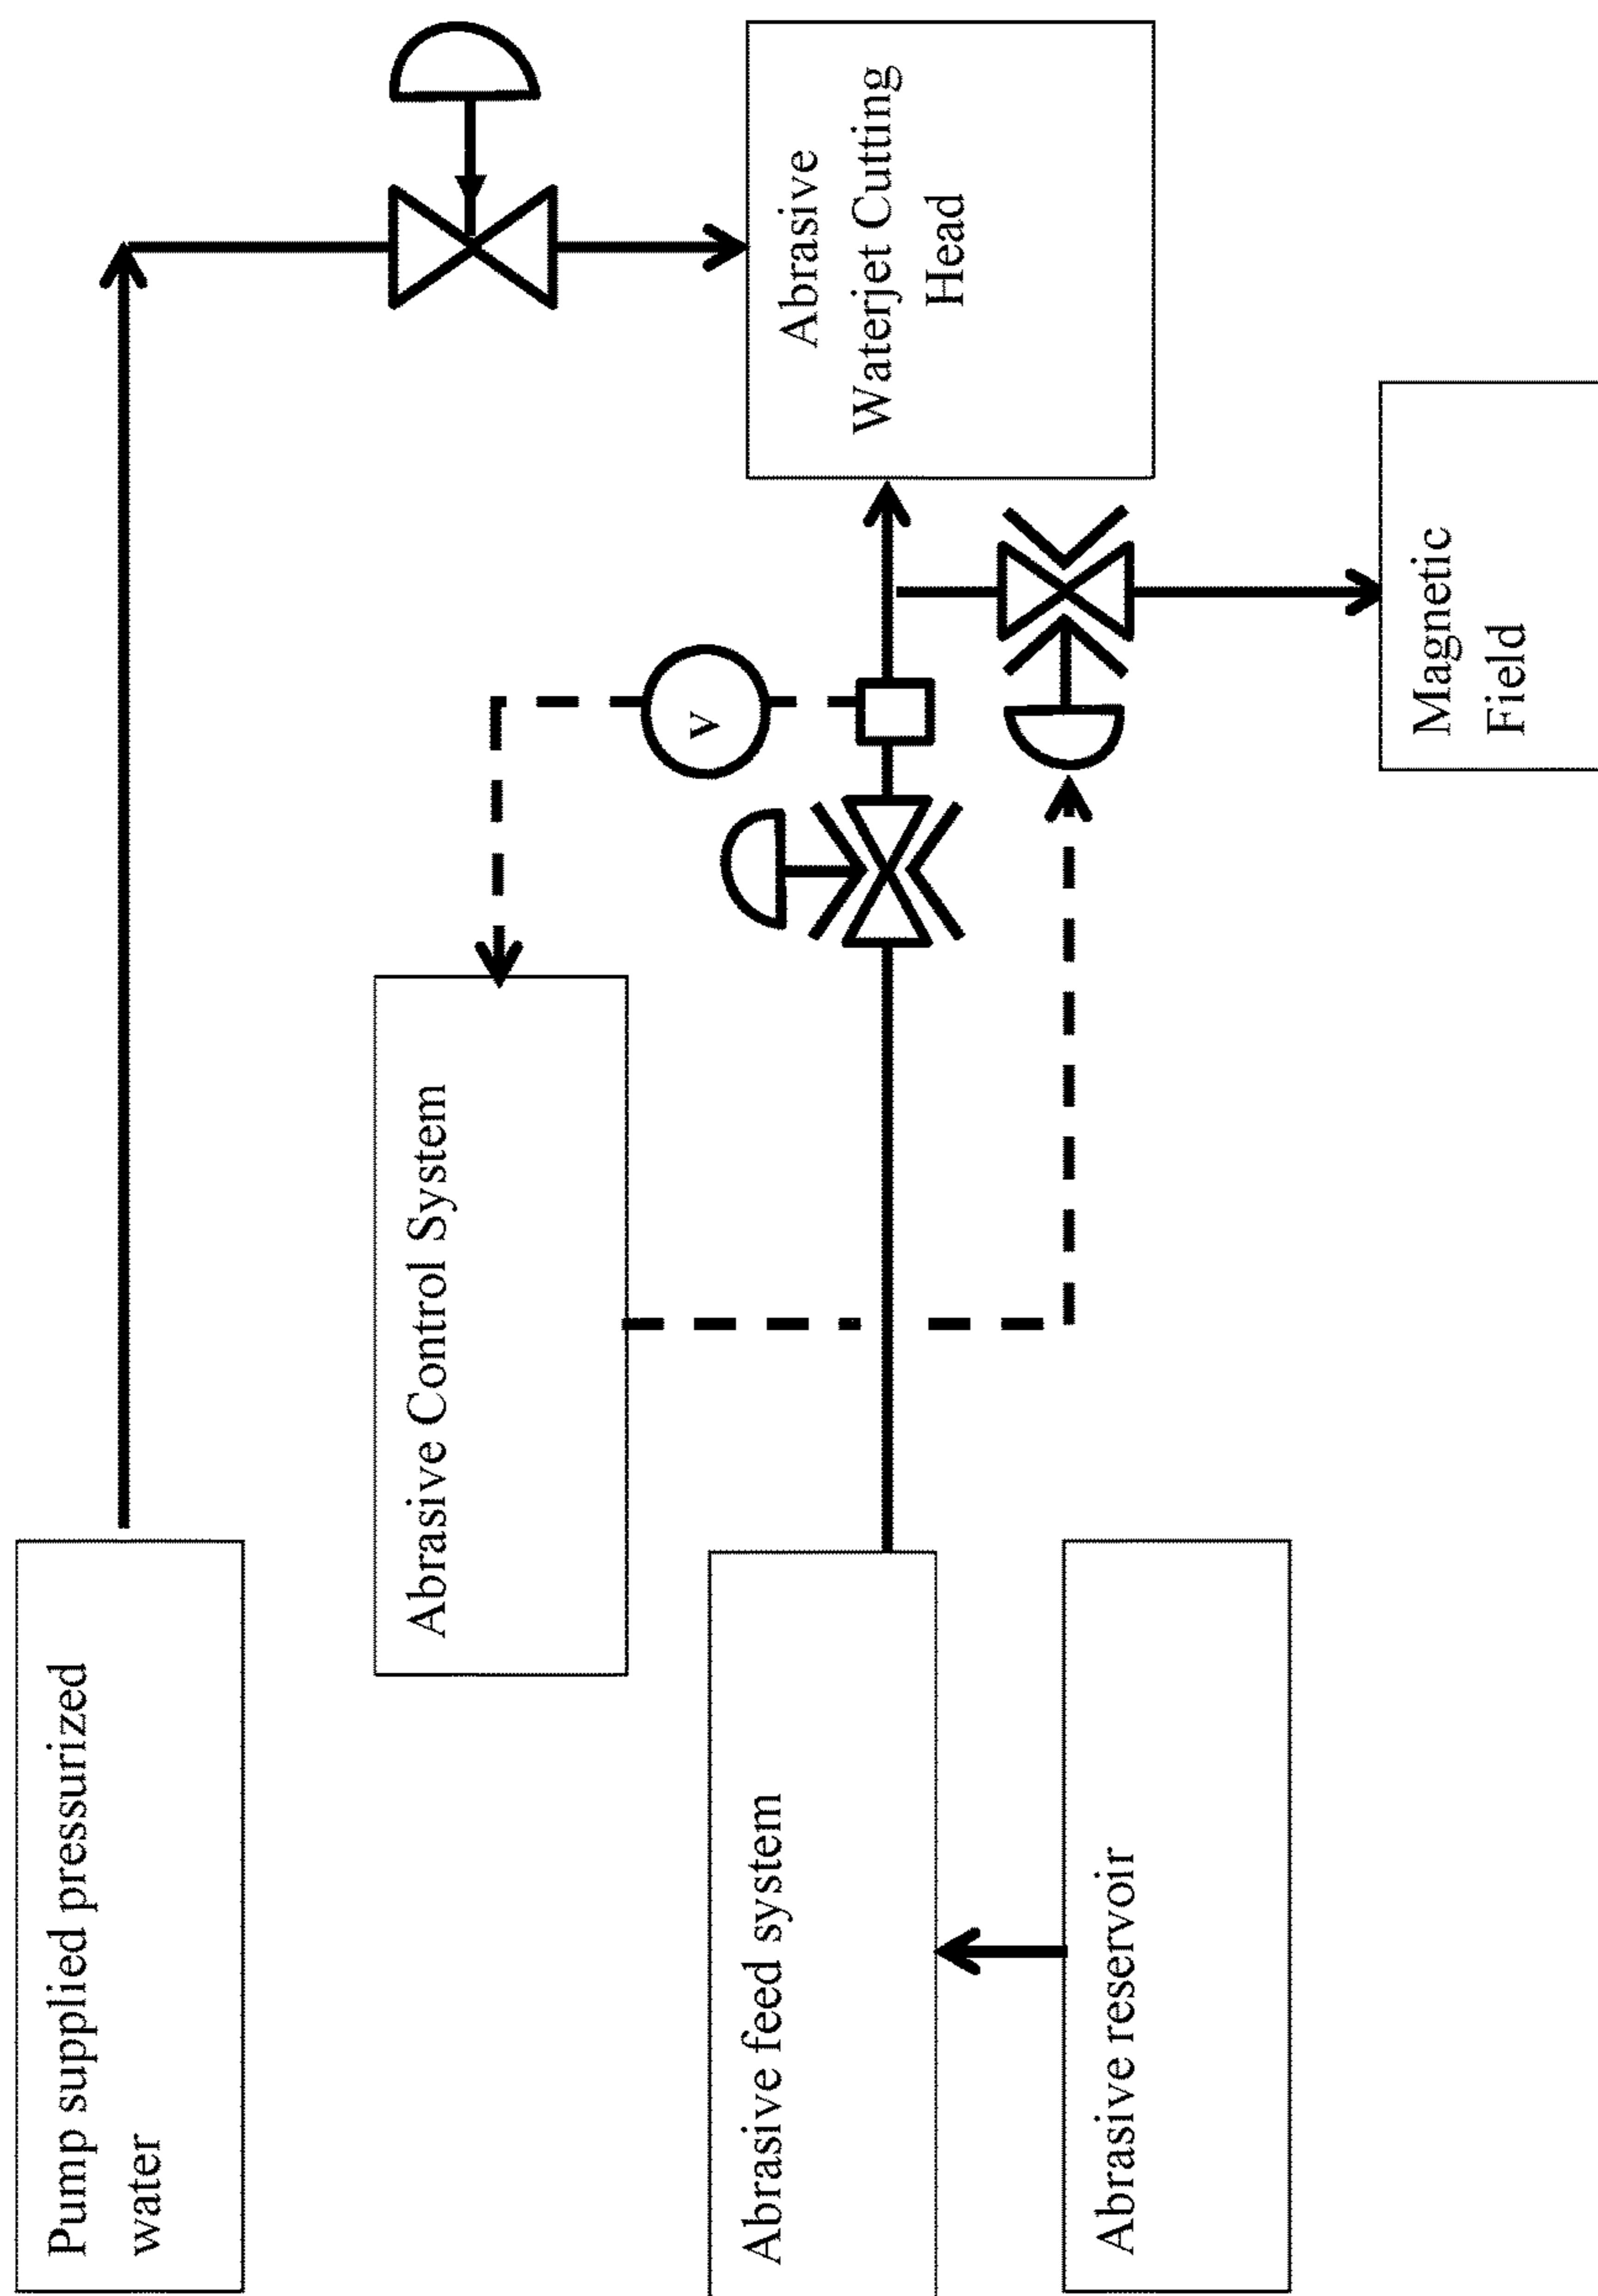 Pump supplied pressurized
water
Abrasive Control System
Abrasive feed system
Abrasive reservoir
v
Abrasive
Waterjet Cutting
Head
Magnetic
Field